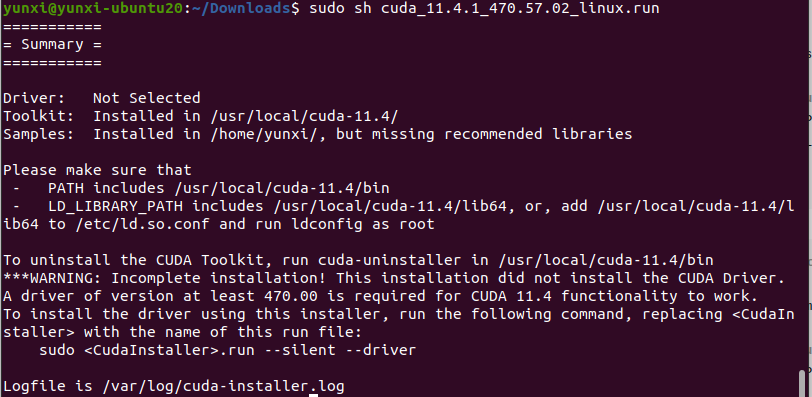 yunxi@yunxi-ubuntu20:~/Downloads$ sudo sh cuda_11.4.1_470.57.02_linux.run
===========
= Summary =
===========

Driver:   Not Selected
Toolkit:  Installed in /usr/local/cuda-11.4/
Samples:  Installed in /home/yunxi/, but missing recommended libraries

Please make sure that
 -   PATH includes /usr/local/cuda-11.4/bin
 -   LD_LIBRARY_PATH includes /usr/local/cuda-11.4/lib64, or, add /usr/local/cuda-11.4/l
ib64 to /etc/ld.so.conf and run ldconfig as root

To uninstall the CUDA Toolkit, run cuda-uninstaller in /usr/local/cuda-11.4/bin
***WARNING: Incomplete installation! This installation did not install the CUDA Driver.
A driver of version at least 470.00 is required for CUDA 11.4 functionality to work.
To install the driver using this installer, run the following command, replacing <CudaIn
staller> with the name of this run file:
    sudo <CudaInstaller>.run --silent --driver

Logfile is /var/log/cuda-installer.log